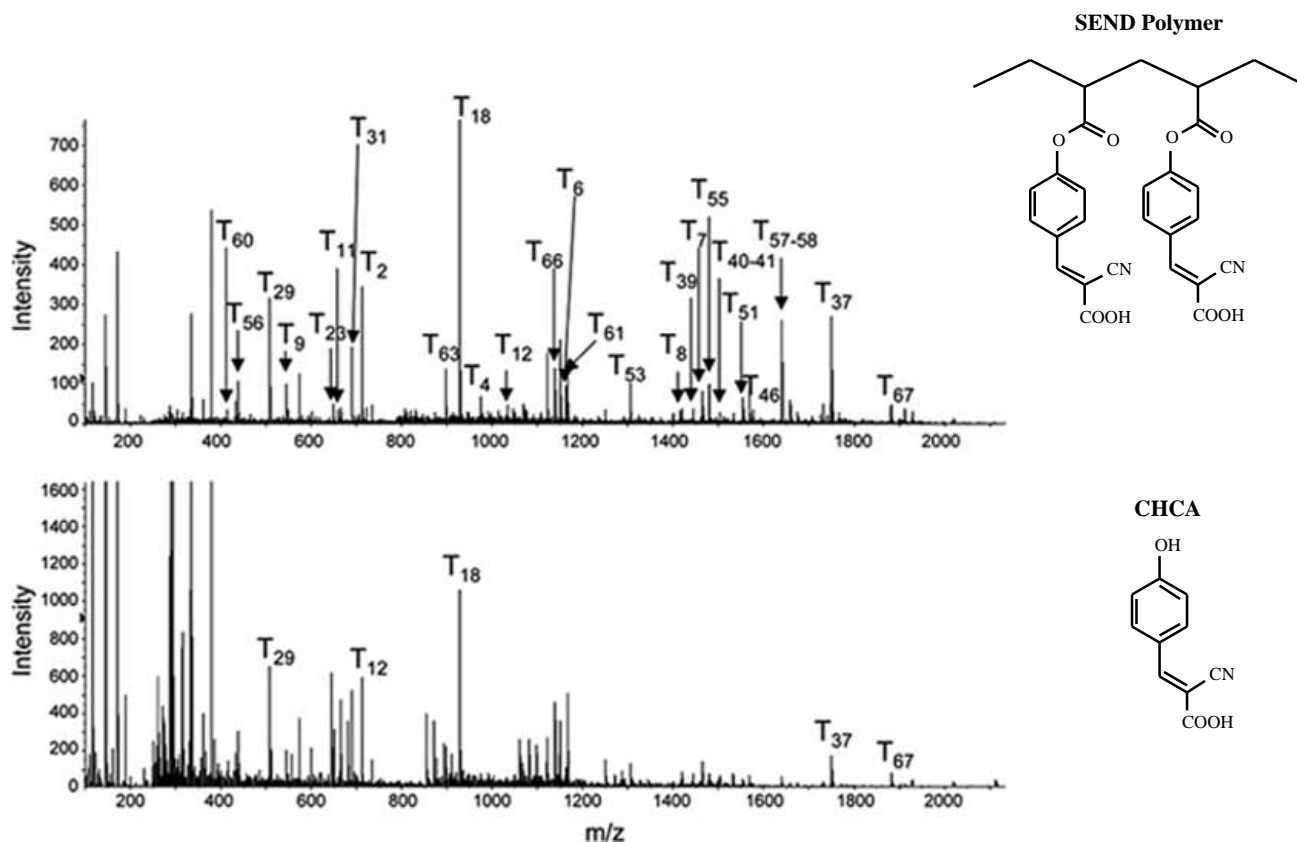 SEND Polymer
Intensity
700
600
500
400
300
200
100
0
T60
T56
T29
T9
T23
T11
T31
T2
T63
T18
T4
T12
T66
T6
T61
T53
T8
T39
T7
T55
T40-41
T51
T46
T57-58
T37
T67
200 400 600 800 1000 1200 1400 1600 1800 2000
O O
O O
CN CN
COOH COOH
Intensity
1600
1400
1200
1000
800
600
400
200
0
T29
T12
T18
T37
T67
200 400 600 800 1000 1200 1400 1600 1800 2000
m/z
CHCA
OH
CN
COOH